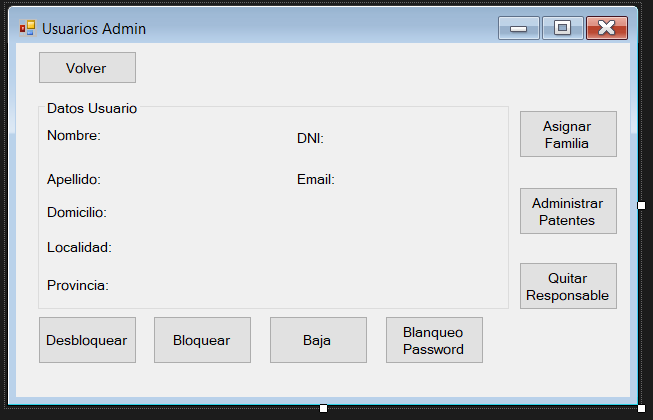 Usuarios Admin
Volver
Datos Usuario
Nombre:
DNI:
Apellido:
Email:
Domicilio:
Localidad:
Provincia:
Asignar
Familia
Administrar
Patentes
Quitar
Responsable
Desbloquear
Bloquear
Baja
Blanqueo
Password